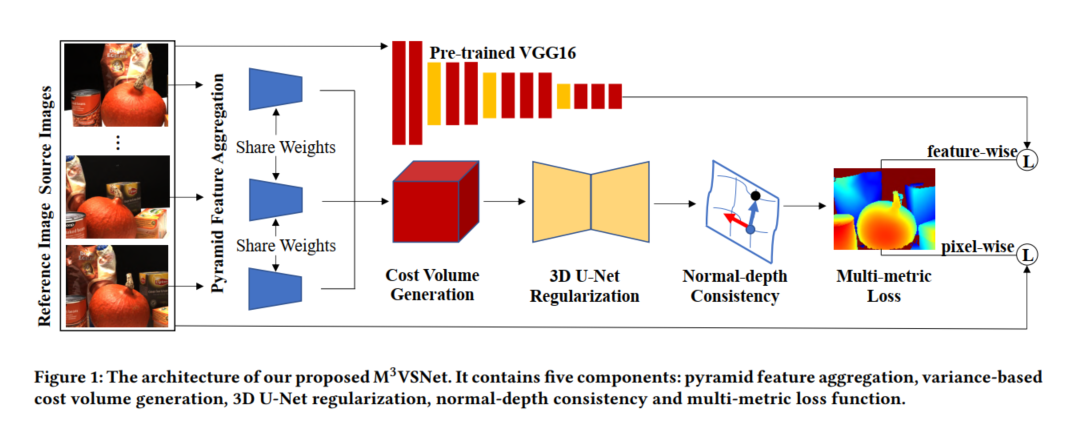 Reference Image Source Images
Pyramid Feature Aggregation
Share Weights
Share Weights
Pre-trained VGG16
Cost Volume
Generation
3D U-Net
Regularization
Normal-depth
Consistency
Multi-metric
Loss
feature-wise
L
pixel-wise
L
Figure 1: The architecture of our proposed M³VSNet. It contains five components: pyramid feature aggregation, variance-based
cost volume generation, 3D U-Net regularization, normal-depth consistency and multi-metric loss function.